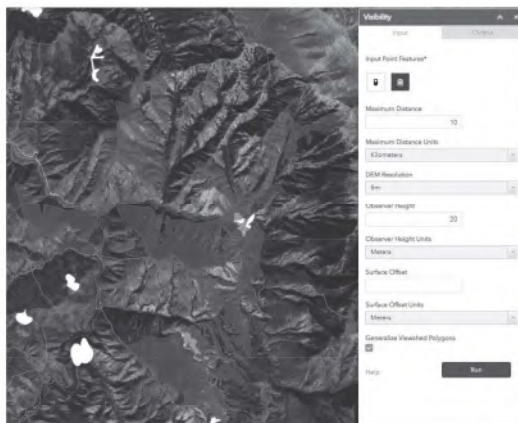 Visibility
Input
Output
Input Point Features*
Maximum Distance
10
Maximum Distance Units
Kilometers
DEM Resolution
Observer Height
20
Observer Height Units
Meters
Surface Offset
Surface Offset Units
Meters
Generalize Viewshed Polygons
Help
Run